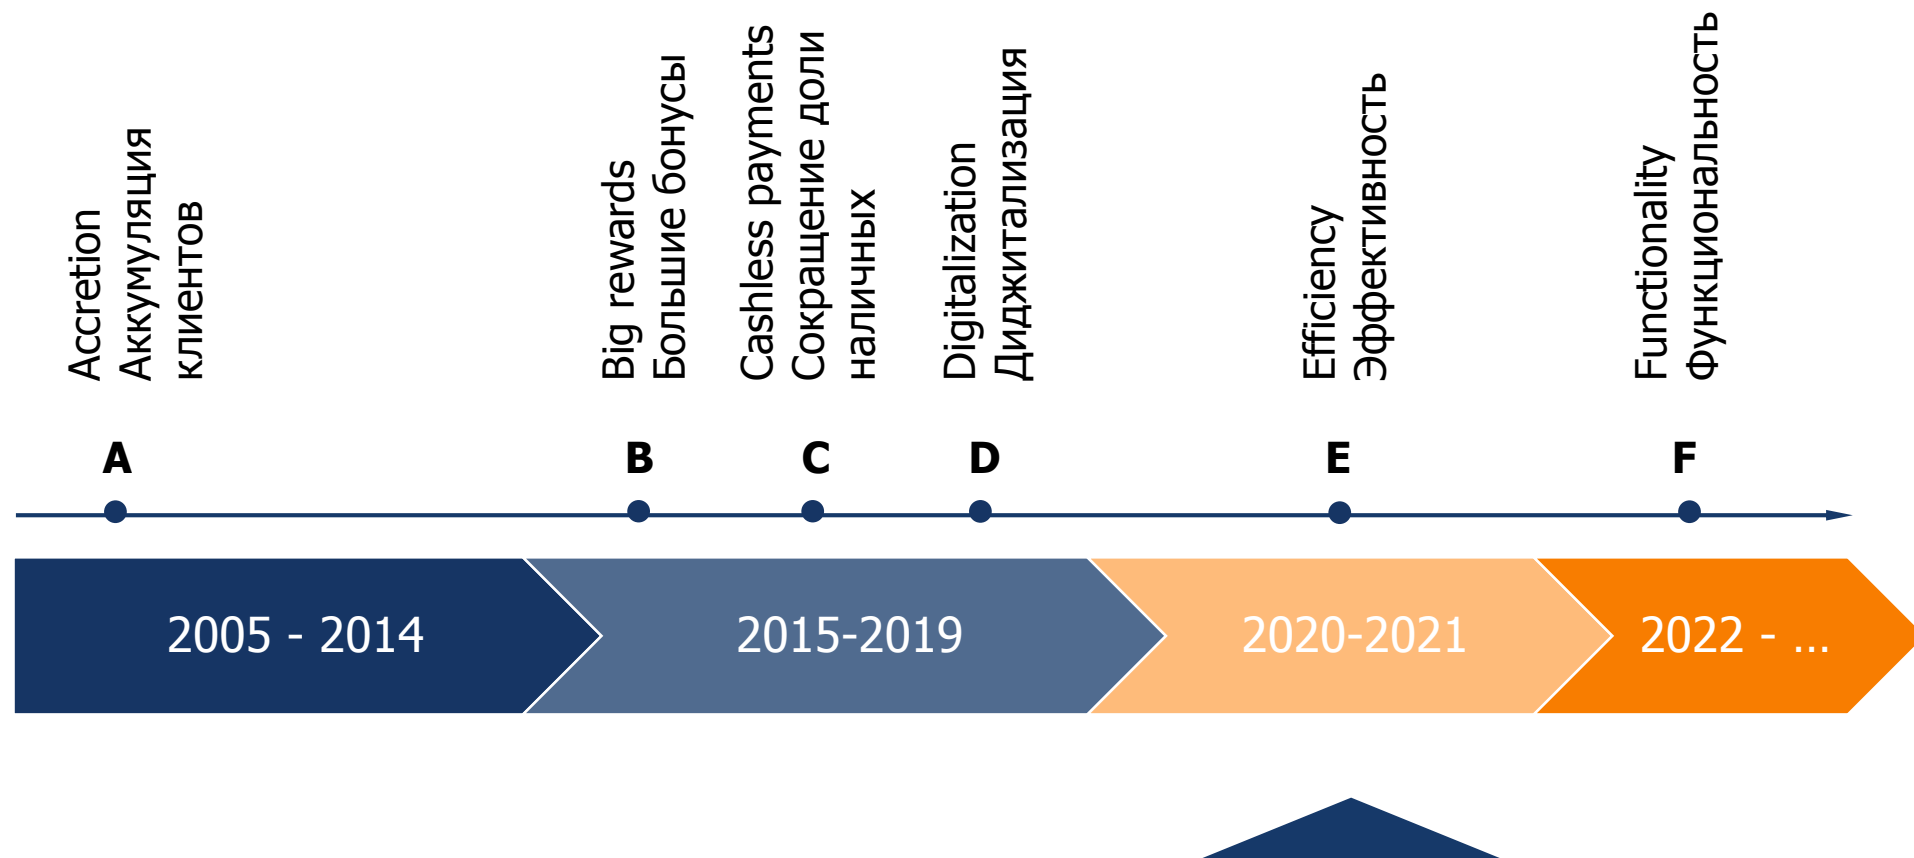 Accretion
Аккумуляция
клиентов
Big rewards
Большие бонусы
Cashless payments
Сокращение доли
наличных
Digitalization
Диджитализация
Efficiency
Эффективность
Functionality
Функциональность
A
B
C
D
E
F
2005 - 2014
2015-2019
2020-2021
2022 - ...